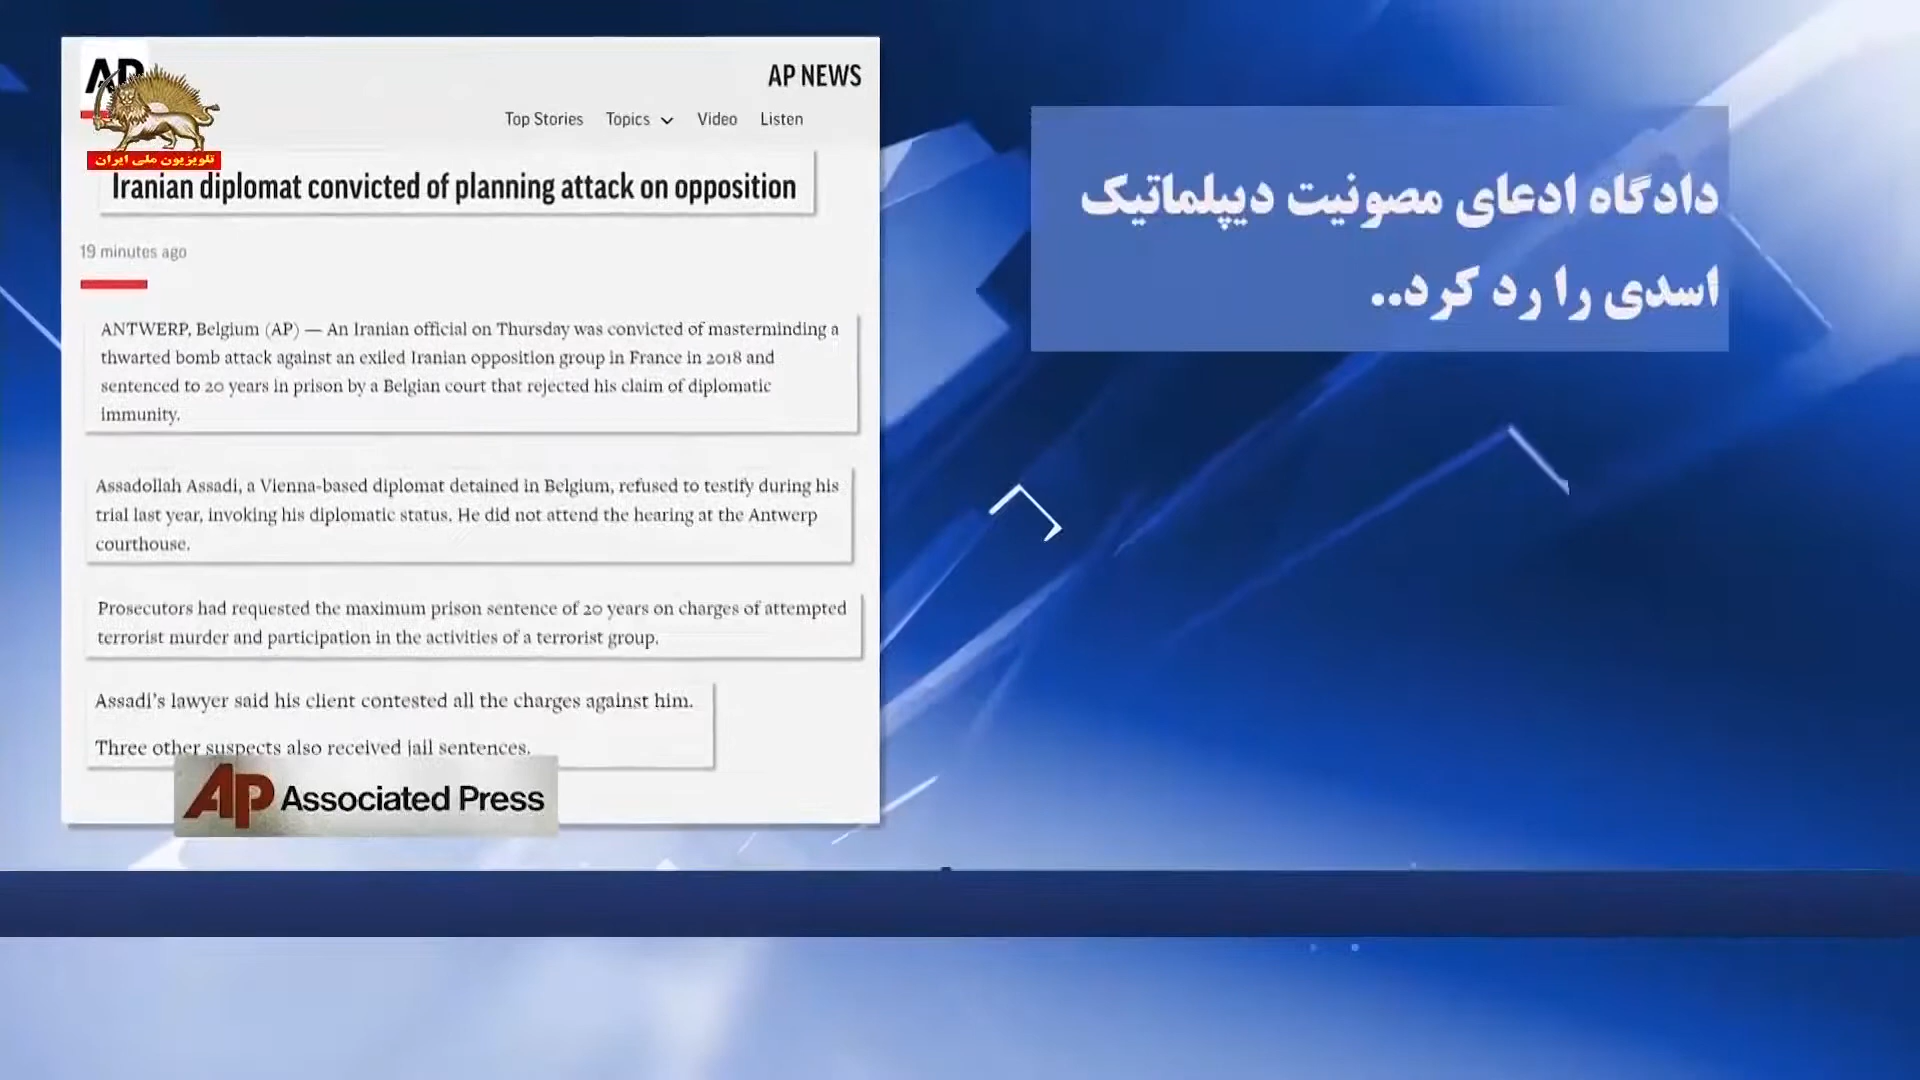 AP
AP NEWS
Top Stories Topics Video Listen
تلویزیون ملی ایران
Iranian diplomat convicted of planning attack on opposition
19 minutes ago
ANTWERP, Belgium (AP) — An Iranian official on Thursday was convicted of masterminding a
thwarted bomb attack against an exiled Iranian opposition group in France in 2018 and
sentenced to 20 years in prison by a Belgian court that rejected his claim of diplomatic
immunity.
Assadollah Assadi, a Vienna-based diplomat detained in Belgium, refused to testify during his
trial last year, invoking his diplomatic status. He did not attend the hearing at the Antwerp
courthouse.
Prosecutors had requested the maximum prison sentence of 20 years on charges of attempted
terrorist murder and participation in the activities of a terrorist group.
Assadi's lawyer said his client contested all the charges against him.
Three other suspects also received jail sentences.
AP Associated Press
دادگاه ادعای مصونیت دیپلماتیک
اسدی را رد کرد..